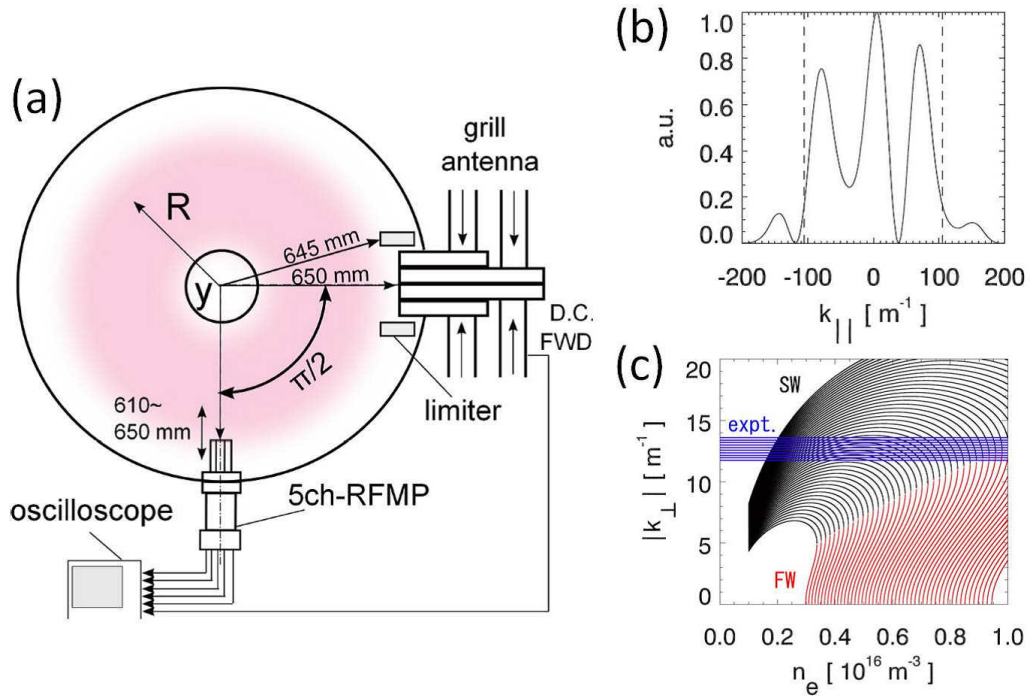 (a)
R
y
645 mm
650 mm
π/2
610~
650 mm
grill
antenna
D.C.
FWD
limiter
5ch-RFMP
oscilloscope
(b)
1.0
0.8
0.6
0.4
0.2
0.0
a.u.
-200 -100 0 100 200
k|| [ m⁻¹ ]
(c)
20
15
10
5
0
|k⊥| [ m⁻¹ ]
SW
expt.
FW
0.0 0.2 0.4 0.6 0.8 1.0
nₑ [ 10¹⁶ m⁻³ ]